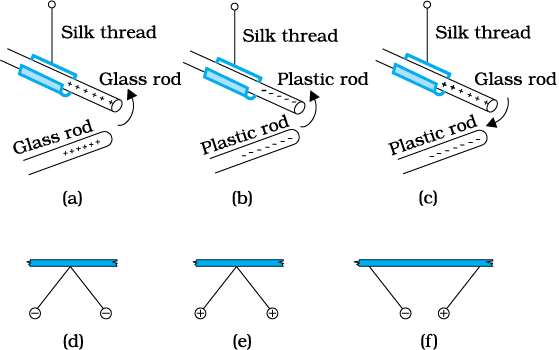 Silk thread
Glass rod
Glass rod
++++++
++++++
(a)
Silk thread
Plastic rod
Plastic rod
(b)
Silk thread
Glass rod
Plastic rod
++++++
(c)
(d)
(e)
(f)
− −
+ +
− +